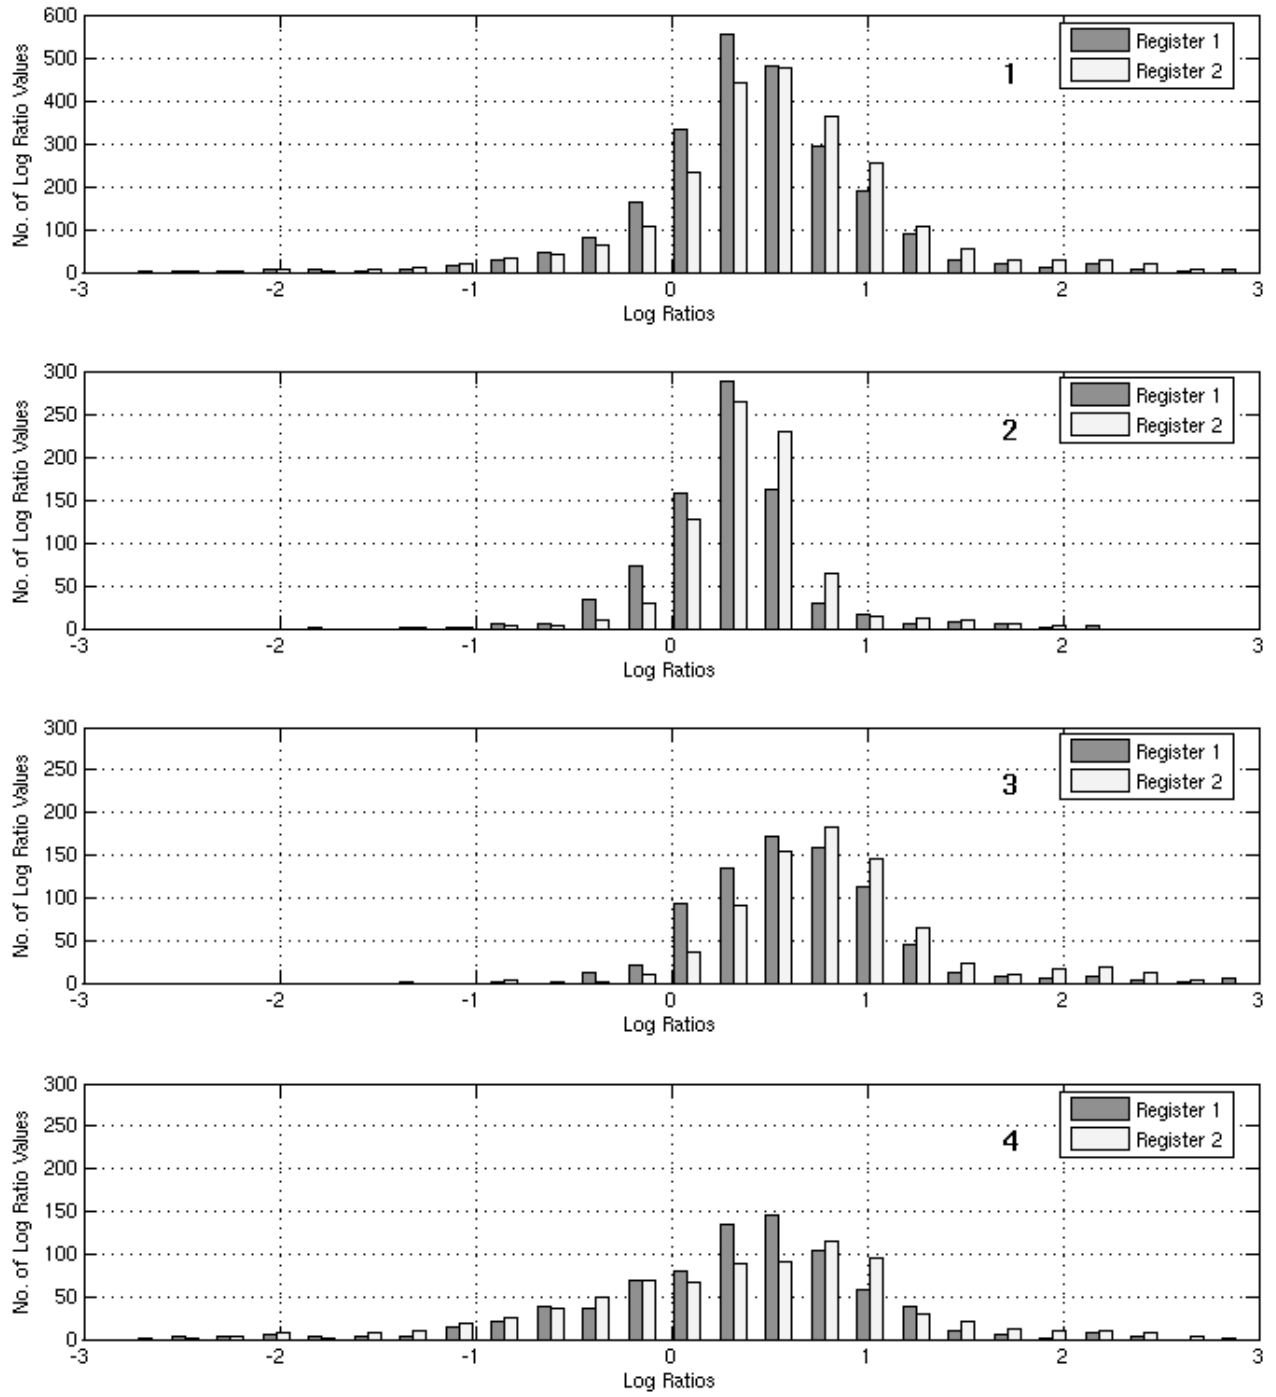 600
500
400
300
200
100
0
No. of Log Ratio Values
-3 -2 -1 0 1 2 3
Log Ratios
1
Register 1
Register 2
300
250
200
150
100
50
0
No. of Log Ratio Values
-3 -2 -1 0 1 2 3
Log Ratios
2
Register 1
Register 2
300
250
200
150
100
50
0
No. of Log Ratio Values
-3 -2 -1 0 1 2 3
Log Ratios
3
Register 1
Register 2
300
250
200
150
100
50
0
No. of Log Ratio Values
-3 -2 -1 0 1 2 3
Log Ratios
4
Register 1
Register 2